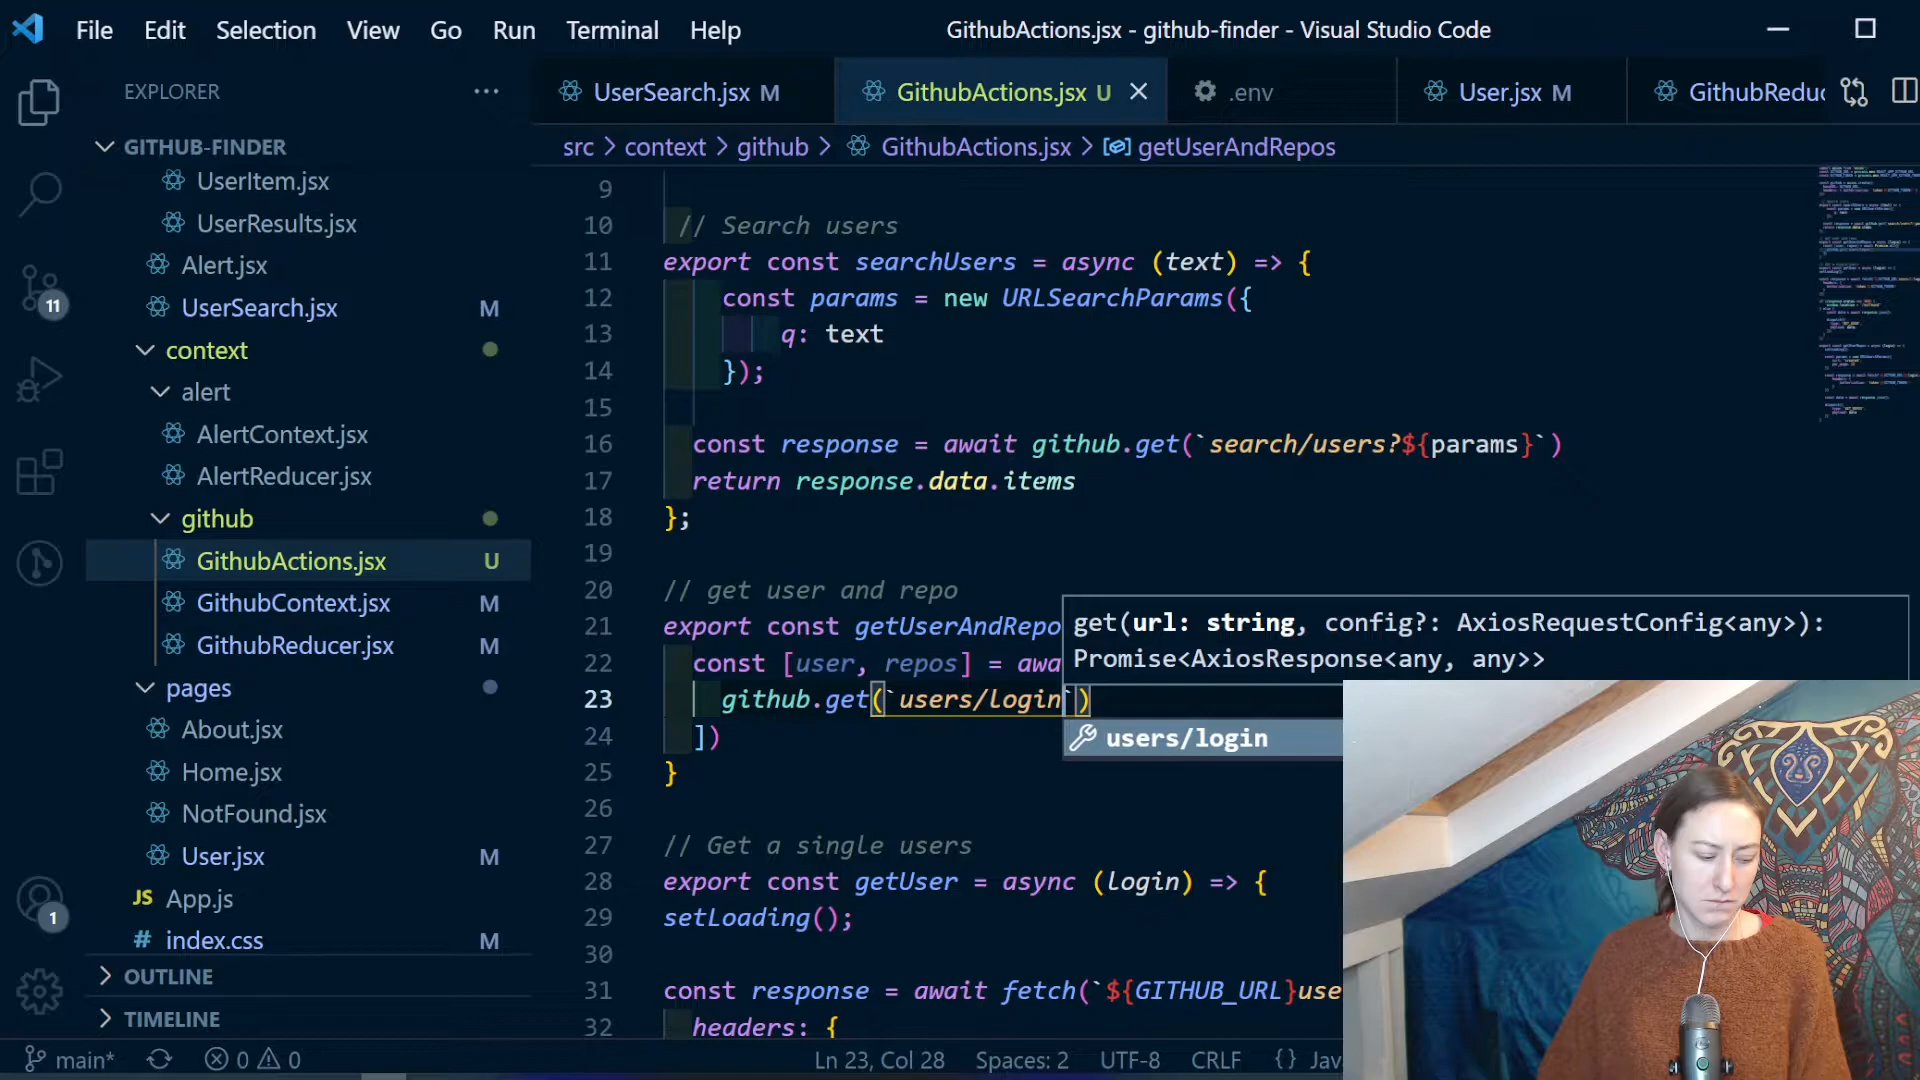 File Edit Selection View Go Run Terminal Help
GithubActions.jsx - github-finder - Visual Studio Code
EXPLORER
UserSearch.jsx M
GithubActions.jsx U
.env
User.jsx M
GithubReduc
src > context > github > GithubActions.jsx > getUserAndRepos
GITHUB-FINDER
UserItem.jsx
UserResults.jsx
Alert.jsx
UserSearch.jsx M
context
alert
AlertContext.jsx
AlertReducer.jsx
github
GithubActions.jsx U
GithubContext.jsx M
GithubReducer.jsx M
pages
About.jsx
Home.jsx
NotFound.jsx
User.jsx M
JS App.js
# index.css M
OUTLINE
TIMELINE
11
1
9
10 // Search users
11 export const searchUsers = async (text) => {
12 const params = new URLSearchParams({
13 q: text
14 });
15
16 const response = await github.get(`search/users?${params}`)
17 return response.data.items
18 };
19
20 // get user and repo
21 export const getUserAndRepo
22 const [user, repos] = awa
23 github.get(`users/login`)
24 ])
25 }
26
27 // Get a single users
28 export const getUser = async (login) => {
29 setLoading();
30
31 const response = await fetch(`${GITHUB_URL}use
32 headers: {
get(url: string, config?: AxiosRequestConfig<any>):
Promise<AxiosResponse<any, any>>
users/login
main* 0 0 Ln 23, Col 28 Spaces: 2 UTF-8 CRLF {} Jav